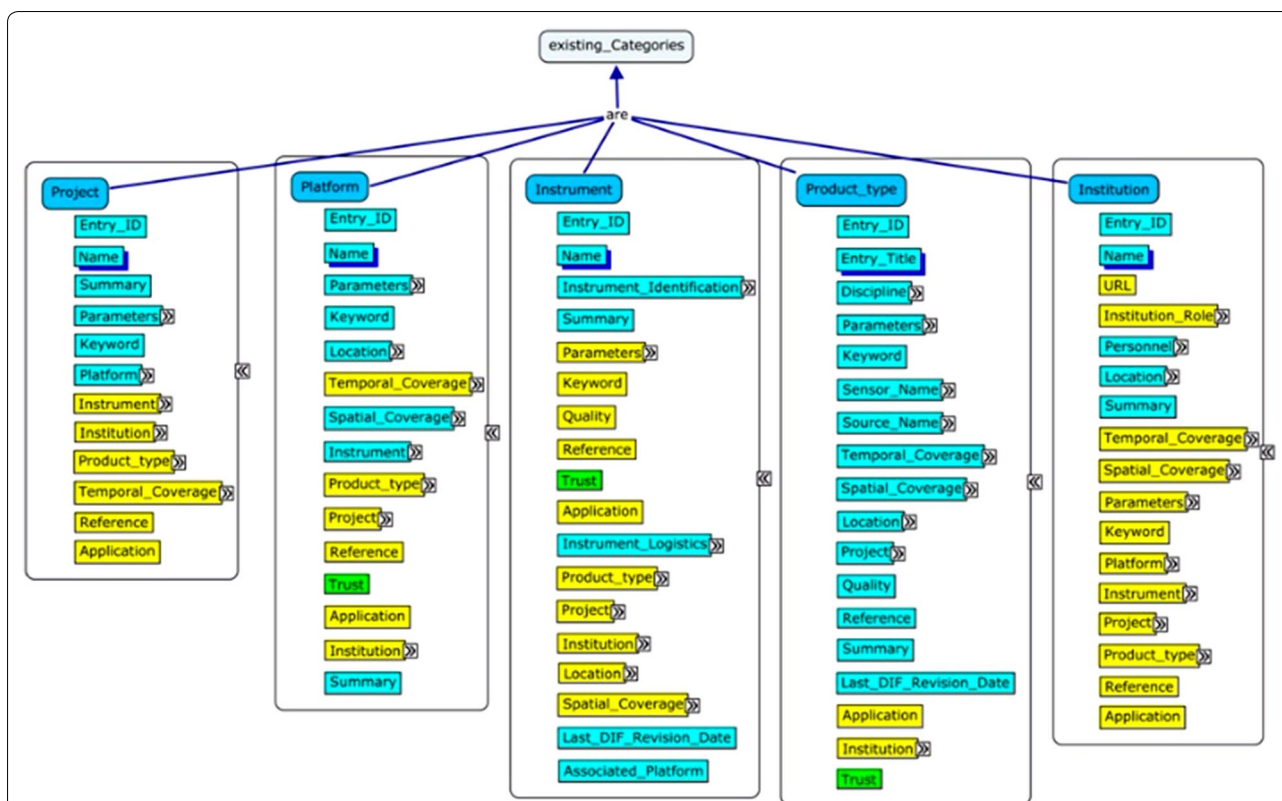 existing_Categories
are
Project
Entry_ID
Name
Summary
Parameters
Keyword
Platform
Instrument
Institution
Product_type
Temporal_Coverage
Reference
Application
Platform
Entry_ID
Name
Parameters
Keyword
Location
Temporal_Coverage
Spatial_Coverage
Instrument
Product_type
Project
Reference
Trust
Application
Institution
Summary
Instrument
Entry_ID
Name
Instrument_Identification
Summary
Parameters
Keyword
Quality
Reference
Trust
Application
Instrument_Logistics
Product_type
Project
Institution
Location
Spatial_Coverage
Last_DIF_Revision_Date
Associated_Platform
Product_type
Entry_ID
Entry_Title
Discipline
Parameters
Keyword
Sensor_Name
Source_Name
Temporal_Coverage
Spatial_Coverage
Location
Project
Quality
Reference
Summary
Last_DIF_Revision_Date
Application
Institution
Trust
Institution
Entry_ID
Name
URL
Institution_Role
Personnel
Location
Summary
Temporal_Coverage
Spatial_Coverage
Parameters
Keyword
Platform
Instrument
Project
Product_type
Reference
Application